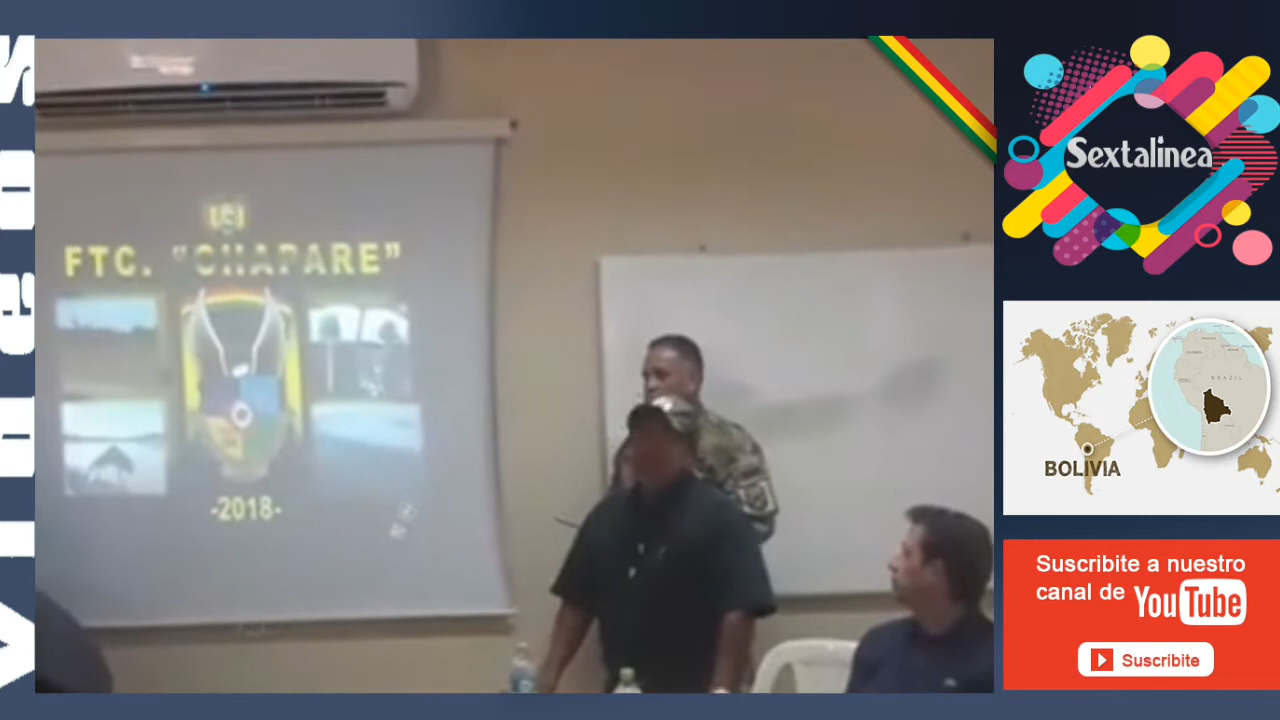 FTC. "CHAPARE"
-2018-
Sextalinea
BRAZIL
BOLIVIA
Suscribite a nuestro
canal de YouTube
Suscribite